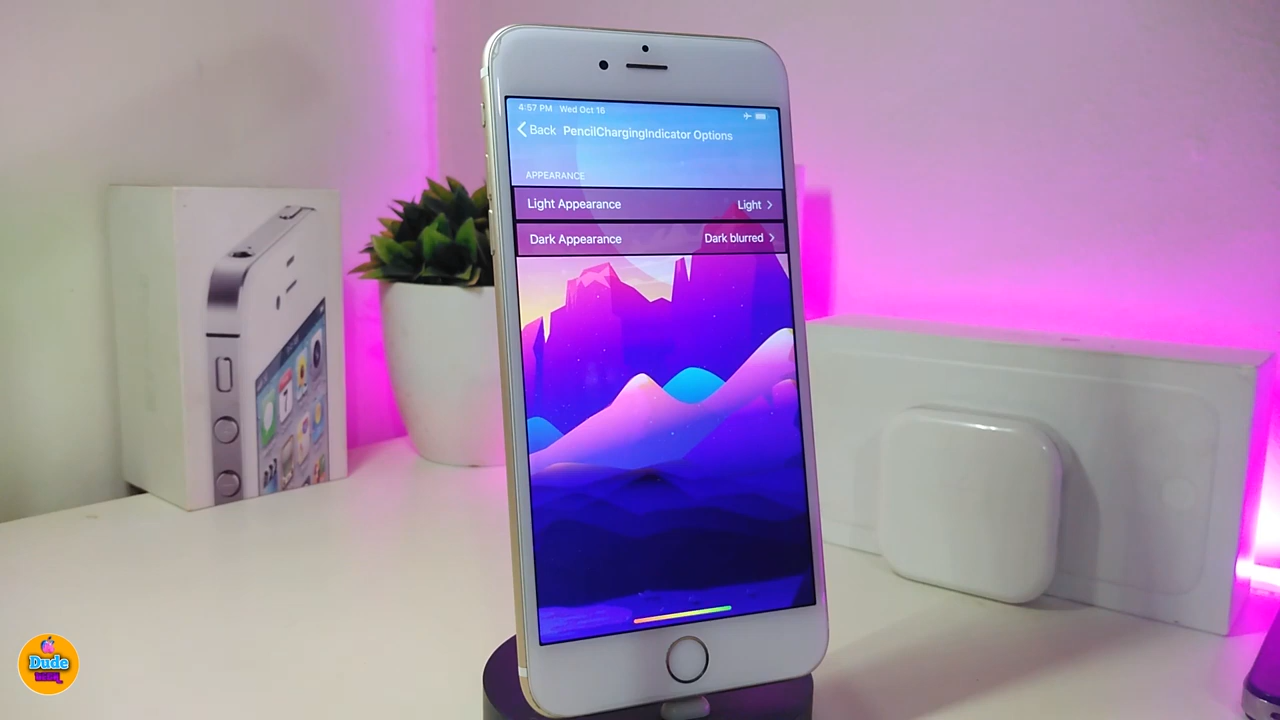 4:57 PM Wed Oct 16
Back PencilChargingIndicator Options
APPEARANCE
Light Appearance Light
Dark Appearance Dark blurred
Dude